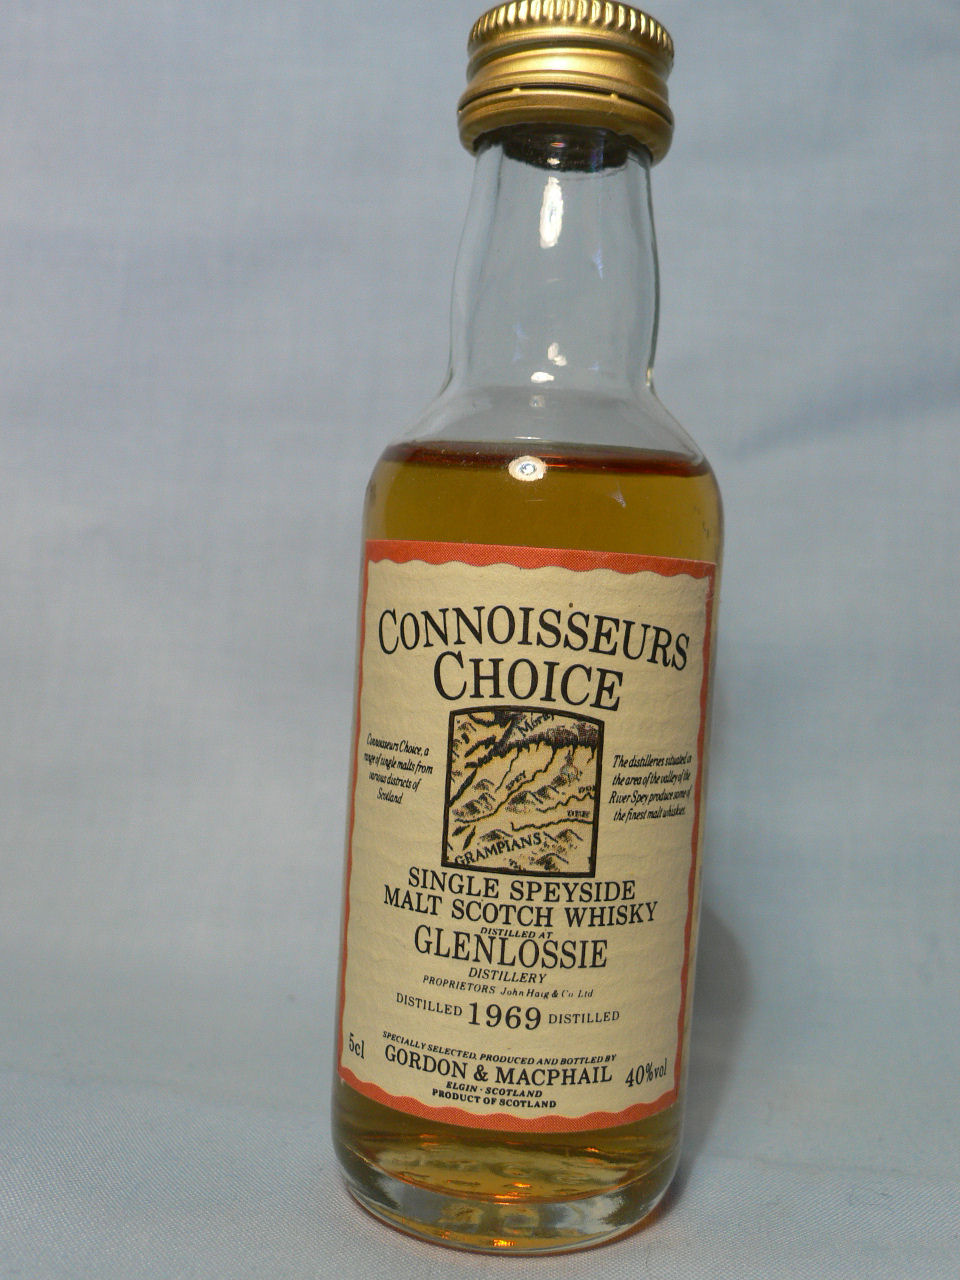 CONNOISSEURS
CHOICE
Connoisseurs Choice, a
range of single malts from
various districts of
Scotland
Moray
SPEY
DEE
GRAMPIANS
The distilleries situated in
the area of the valley of the
River Spey produce some of
the finest malt whiskies.
SINGLE SPEYSIDE
MALT SCOTCH WHISKY
DISTILLED AT
GLENLOSSIE
DISTILLERY
PROPRIETORS John Haig & Co Ltd
DISTILLED 1969 DISTILLED
5cl
SPECIALLY SELECTED, PRODUCED AND BOTTLED BY
GORDON & MACPHAIL
40%vol
ELGIN · SCOTLAND
PRODUCT OF SCOTLAND